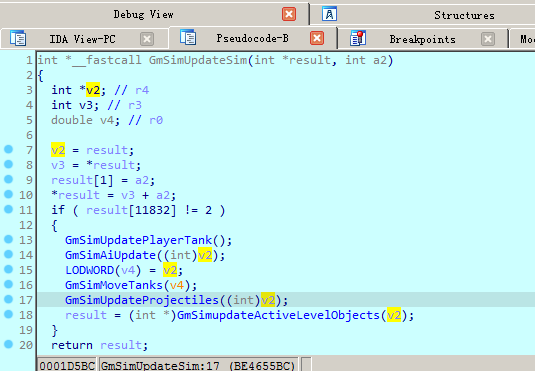 Debug View
Structures
IDA View-PC
Pseudocode-B
Breakpoints
Mod
1 int *__fastcall GmSimUpdateSim(int *result, int a2)
2 {
3 int *v2; // r4
4 int v3; // r3
5 double v4; // r0
6
7 v2 = result;
8 v3 = *result;
9 result[1] = a2;
10 *result = v3 + a2;
11 if ( result[11832] != 2 )
12 {
13 GmSimUpdatePlayerTank();
14 GmSimAiUpdate((int)v2);
15 LODWORD(v4) = v2;
16 GmSimMoveTanks(v4);
17 GmSimUpdateProjectiles((int)v2);
18 result = (int *)GmSimupdateActiveLevelObjects(v2);
19 }
20 return result;
0001D5BC GmSimUpdateSim:17 (BE4655BC)